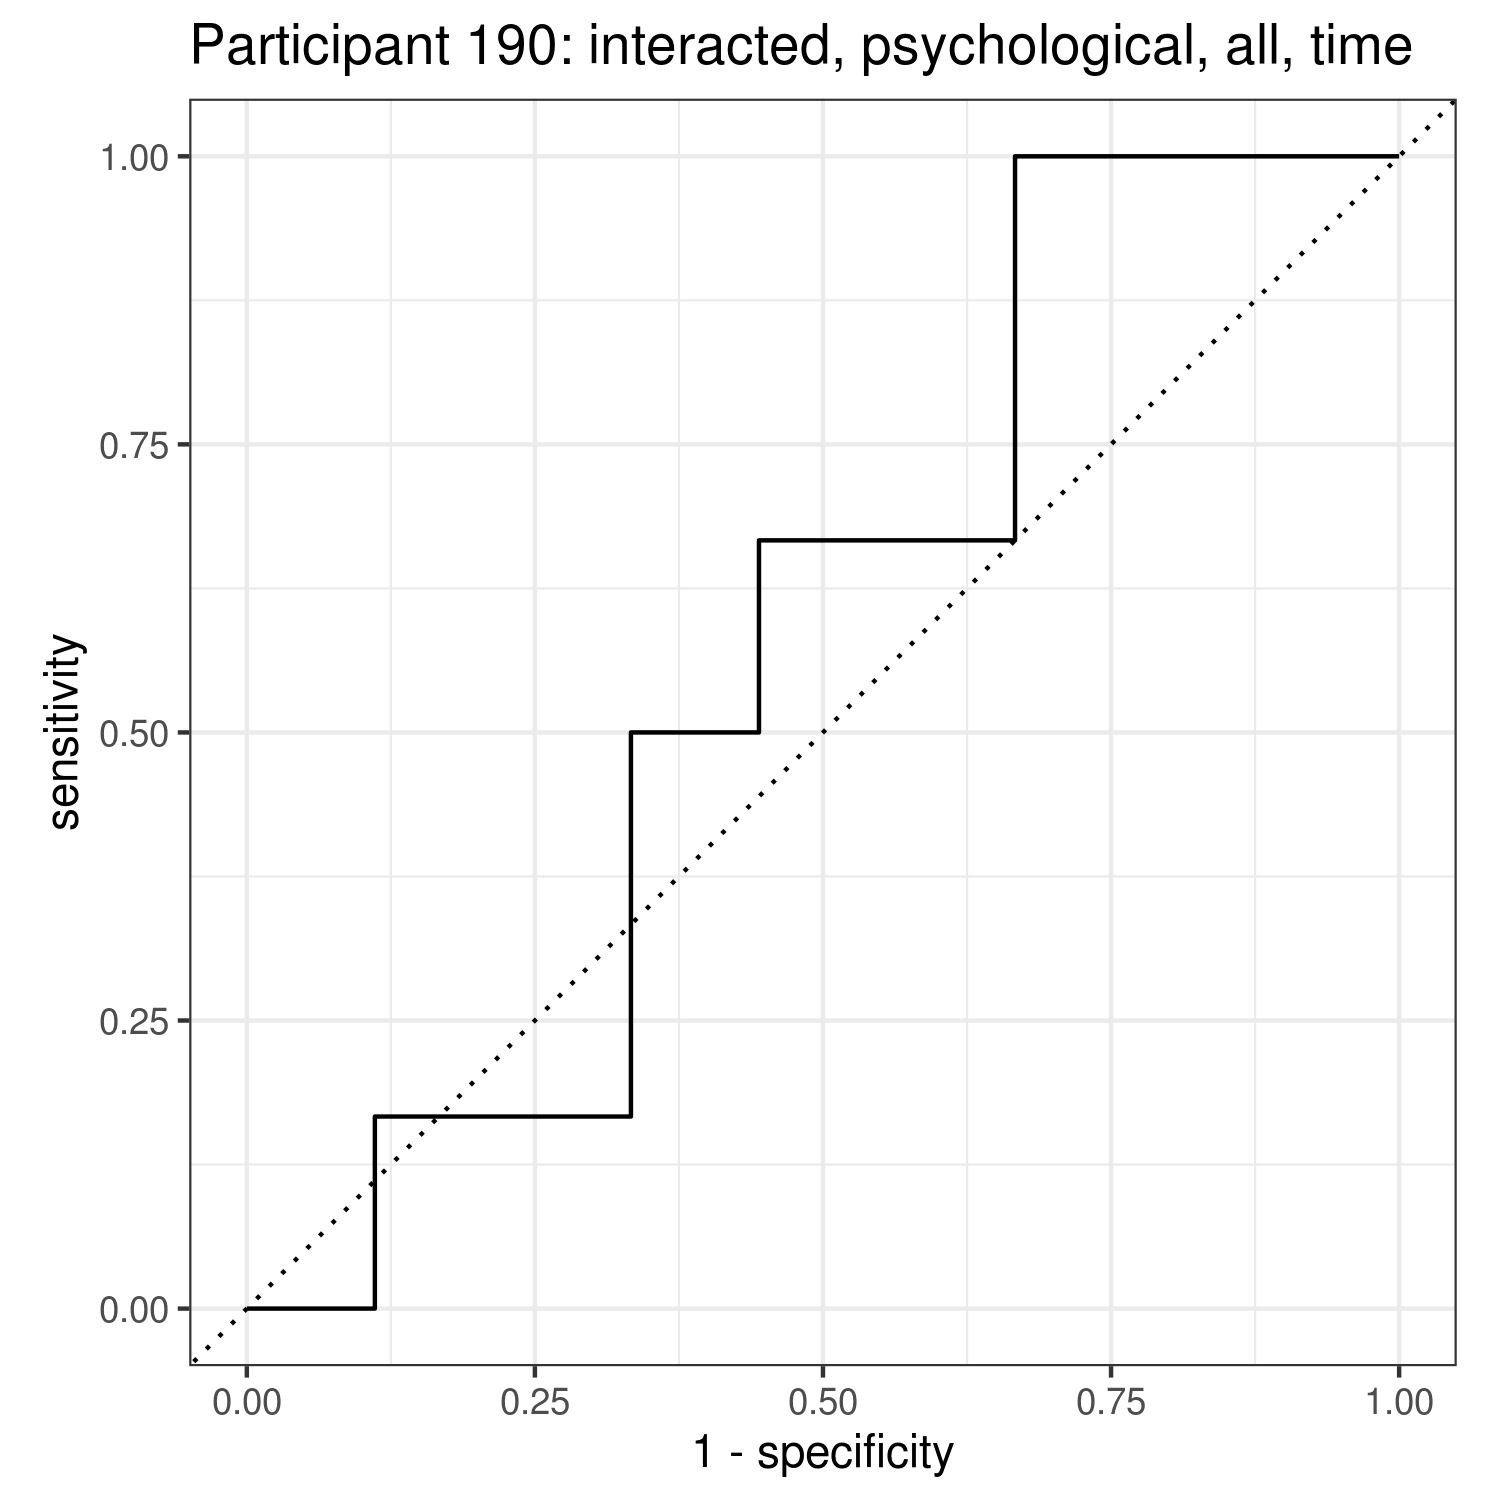 Participant 190: interacted, psychological, all, time
1.00
0.75
0.50
0.25
0.00
sensitivity
0.00 0.25 0.50 0.75 1.00
1 - specificity